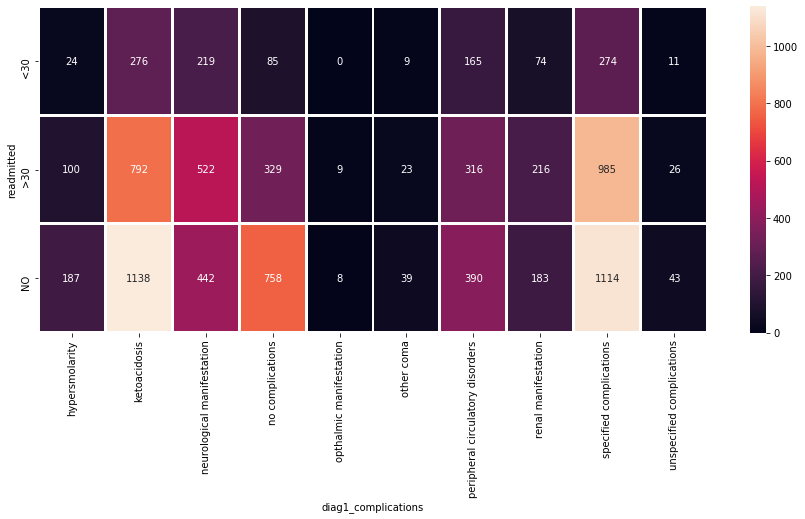 <30 24 276 219 85 0 9 165 74 274 11
>30 100 792 522 329 9 23 316 216 985 26
NO 187 1138 442 758 8 39 390 183 1114 43
readmitted
hypersmolarity
ketoacidosis
neurological manifestation
no complications
opthalmic manifestation
other coma
peripheral circulatory disorders
renal manifestation
specified complications
unspecified complications
diag1_complications
1000
800
600
400
200
0